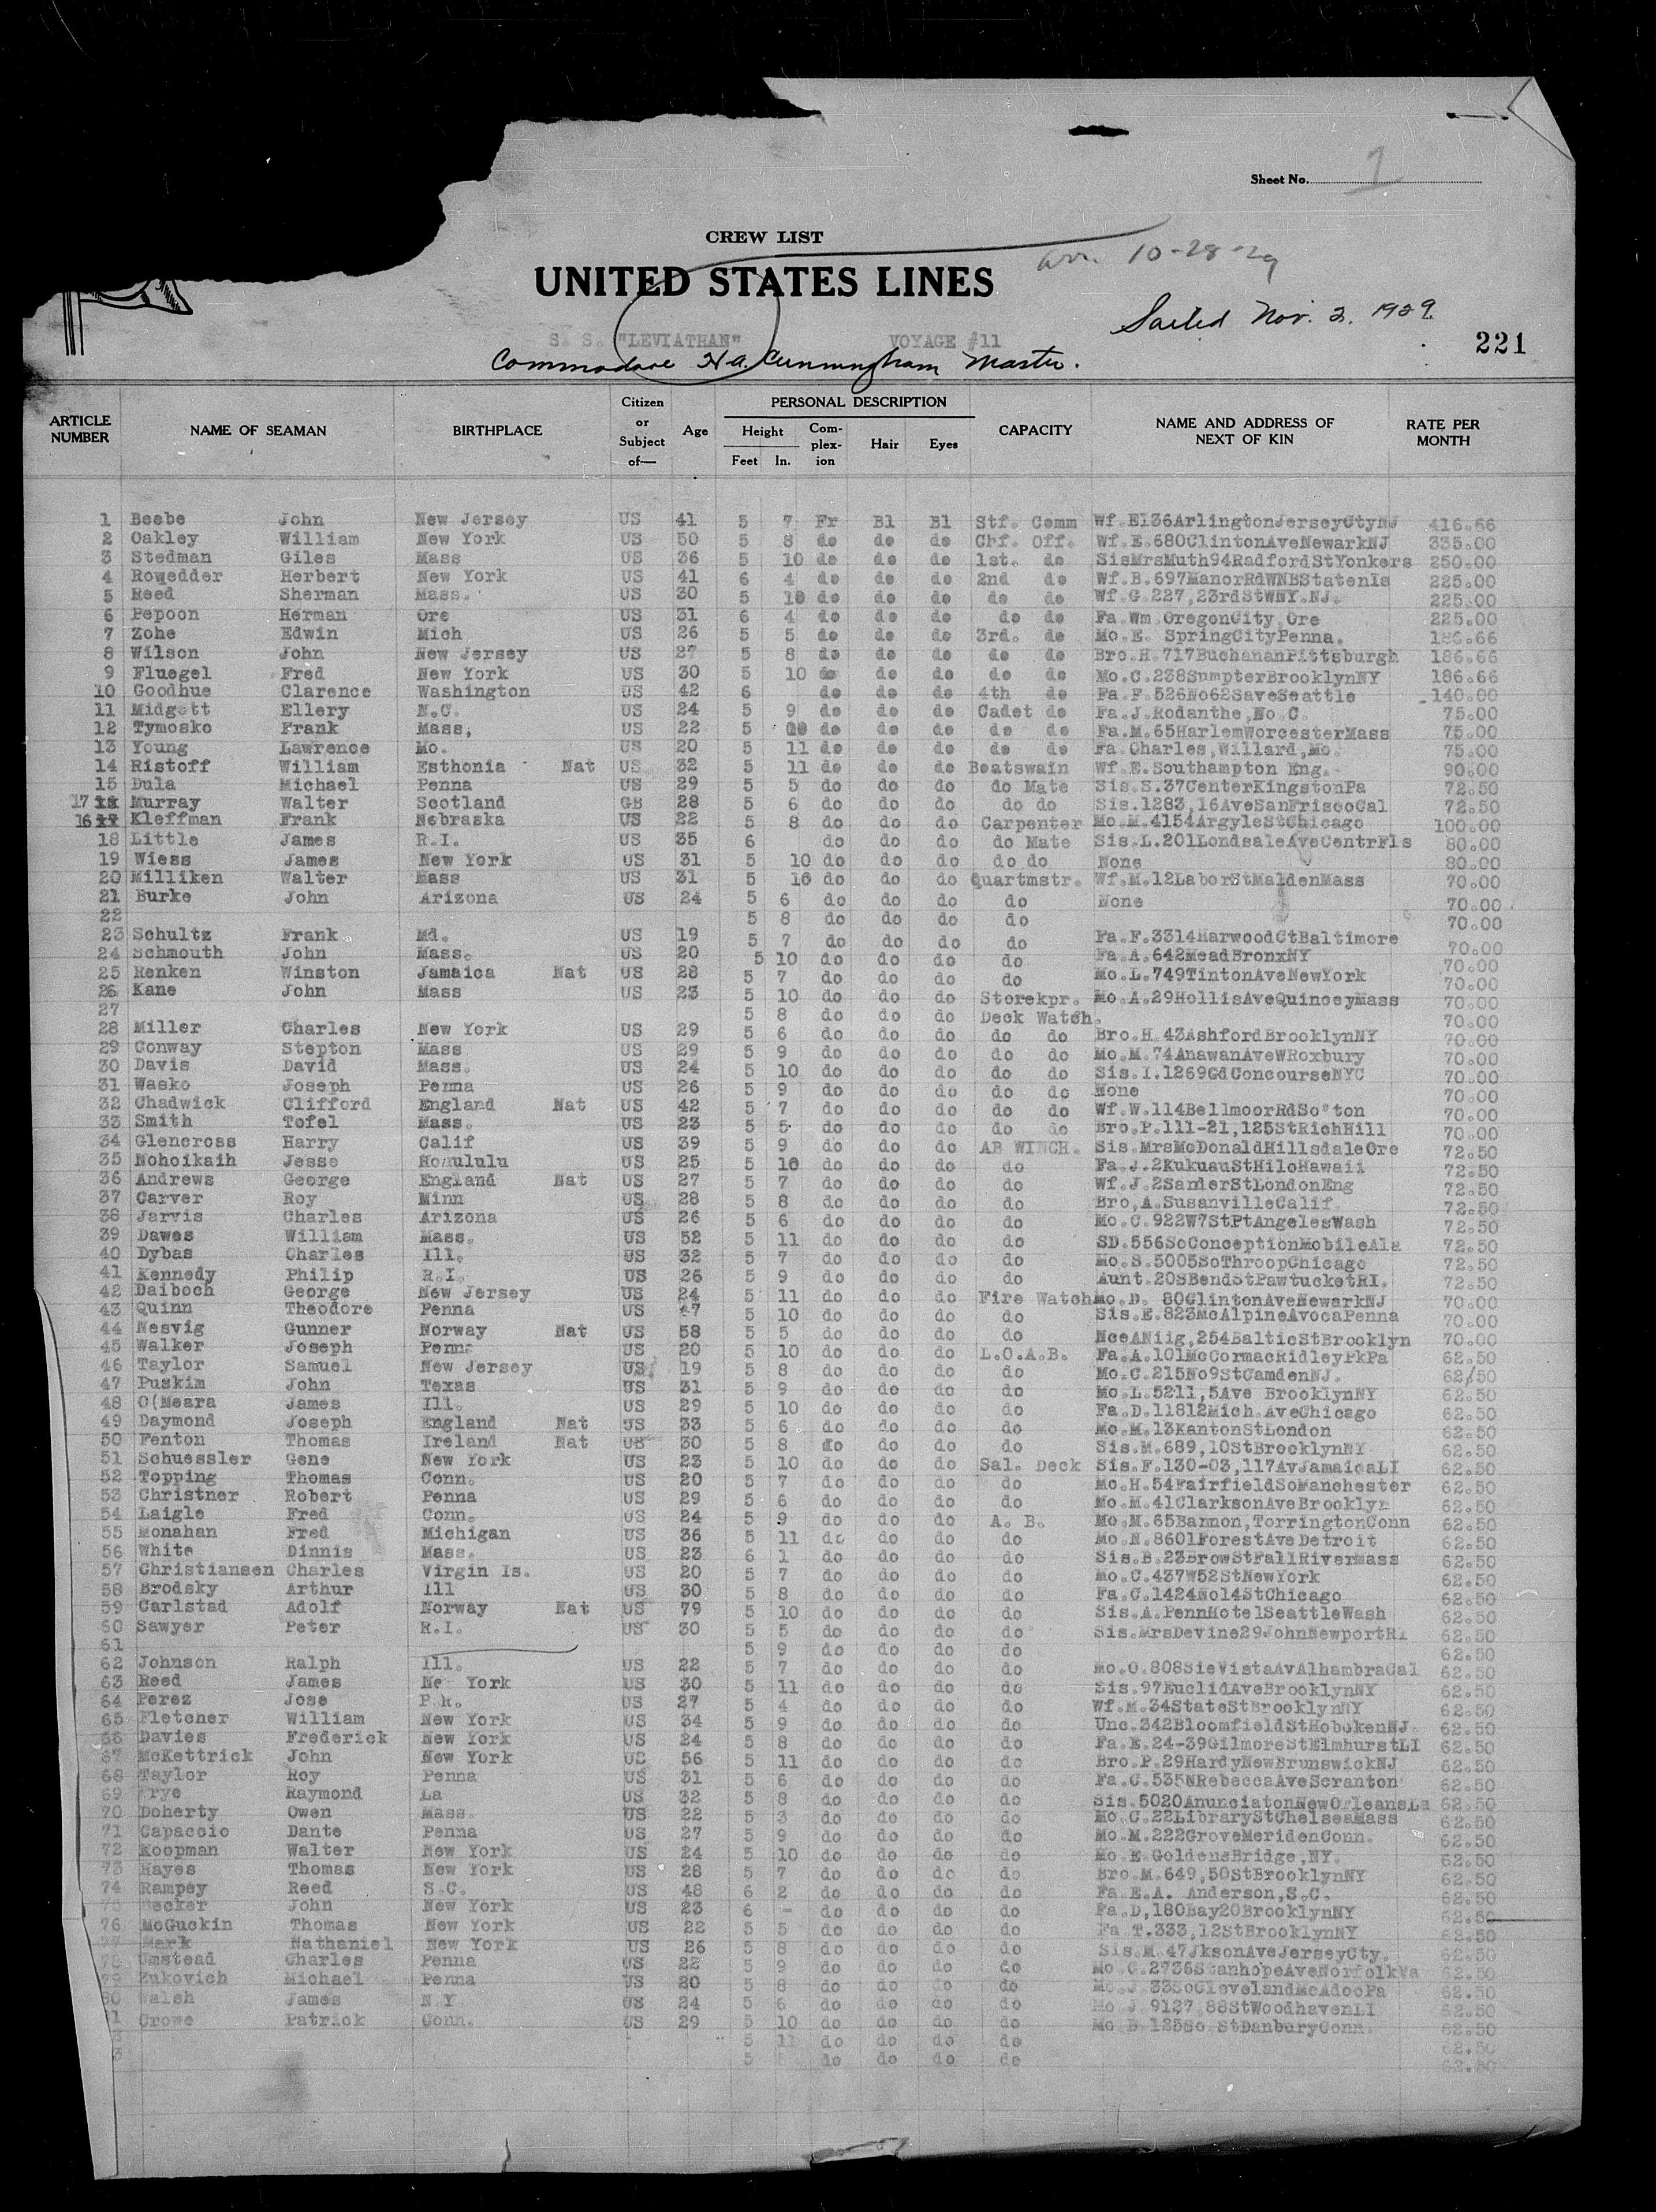 Sheet No. 1
CREW LIST
arr. 10-28-29
UNITED STATES LINES
Sailed Nov. 2, 1929.
S. S. "LEVIATHAN" VOYAGE #11
221
Commodore H A. Cunningham Master.
ARTICLE NUMBER NAME OF SEAMAN BIRTHPLACE Citizen or Subject of— Age PERSONAL DESCRIPTION Height Feet In. Com-plex-ion Hair Eyes CAPACITY NAME AND ADDRESS OF NEXT OF KIN RATE PER MONTH
1 Beebe John New Jersey US 41 5 7 Fr Bl Bl Stf. Comm Wf.E136ArlingtonJerseyCtyNJ 416.66
2 Oakley William New York US 50 5 8 do do do Chf. Off. Wf.E.680ClintonAveNewarkNJ 335.00
3 Stedman Giles Mass US 36 5 10 do do do 1st. do SisMrsMuth94RadfordStYonkers 250.00
4 Rowedder Herbert New York US 41 6 4 do do do 2nd do Wf.B.697ManorRdWNBStatenIs 225.00
5 Reed Sherman Mass. US 30 5 10 do do do do do Wf.G.227,23rdStWNY.NJ. 225.00
6 Pepoon Herman Ore US 31 6 4 do do do do do Fa.Wm.OregonCity,Ore 225.00
7 Zohe Edwin Mich US 26 5 5 do do do 3rd. do Mo.E. SpringCityPenna. 186.66
8 Wilson John New Jersey US 27 5 8 do do do do do Bro.H.717BuchananPittsburgh 186.66
9 Fluegel Fred New York US 30 5 10 do do do do do Mo.C.238SumpterBrooklynNY 186.66
10 Goodhue Clarence Washington US 42 6 do do do 4th do Fa.F.526No62SaveSeattle 140.00
11 Midgett Ellery N.C. US 24 5 9 do do do Cadet do Fa.J.Rodanthe,No.C. 75.00
12 Tymosko Frank Mass, US 22 5 10 do do do do do Fa.M.65HarlemWorcesterMass 75.00
13 Young Lawrence Mo. US 20 5 11 do do do do do Fa.Charles,Willard,Mo. 75.00
14 Ristoff William Esthonia Nat US 32 5 11 do do do Boatswain Wf.E.Southampton Eng. 90.00
15 Dula Michael Penna US 29 5 5 do do do do Mate Sis.S.37CenterKingstonPa 72.50
17 Murray Walter Scotland GB 28 5 6 do do do do do Sis.1283,16AveSanFriscoCal 72.50
16 Kleffman Frank Nebraska US 22 5 8 do do do Carpenter Mo.M.4154ArgyleStChicago 100.00
18 Little James R.I. US 35 6 do do do do Mate Sis.L.201LondsaleAveCentrFls 80.00
19 Wiess James New York US 31 5 10 do do do do do None 80.00
20 Milliken Walter Mass US 31 5 10 do do do Quartmstr. Wf.M.12LaborStMaldenMass 70.00
21 Burke John Arizona US 24 5 6 do do do do None 70.00
22 5 8 do do do do 70.00
23 Schultz Frank Md. US 19 5 7 do do do do Fa.F.3314HarwoodCtBaltimore 70.00
24 Schmouth John Mass. US 20 5 10 do do do do Fa.A.642MeadBronxNY 70.00
25 Renken Winston Jamaica Nat US 28 5 7 do do do do Mo.L.749TintonAveNewYork 70.00
26 Kane John Mass US 23 5 10 do do do Storekpr. Mo.A.29HollisAveQuinceyMass 70.00
27 5 8 do do do Deck Watch. 70.00
28 Miller Charles New York US 29 5 6 do do do do do Bro.H.43AshfordBrooklynNY 70.00
29 Conway Stepton Mass US 29 5 9 do do do do do Mo.M.74AnawanAveWRoxbury 70.00
30 Davis David Mass. US 24 5 10 do do do do do Sis.I.1269GdConcourseNYC 70.00
31 Wasko Joseph Penna US 26 5 9 do do do do do None 70.00
32 Chadwick Clifford England Nat US 42 5 7 do do do do do Wf.W.114BellmoorRdSo"ton 70.00
33 Smith Tofel Mass. US 23 5 5 do do do do do Bro.P.111-21,125StRichHill 70.00
34 Glencross Harry Calif US 39 5 9 do do do AB WINCH. Sis.MrsMcDonaldHillsdaleOre 72.50
35 Nohoikaih Jesse Honululu US 25 5 10 do do do do Fa.J.2KukuauStHiloHawaii 72.50
36 Andrews George England Nat US 27 5 7 do do do do Wf.J.2SanderStLondonEng 72.50
37 Carver Roy Minn US 28 5 8 do do do do Bro,A.SusanvilleCalif. 72.50
38 Jarvis Charles Arizona US 26 5 6 do do do do Mo.C.922W7StPtAngelesWash 72.50
39 Dawes William Mass. US 52 5 11 do do do do SD.556SoConceptionMobileAla 72.50
40 Dybas Charles Ill. US 32 5 7 do do do do Mo.S.5005SoThroopChicago 72.50
41 Kennedy Philip R.I. US 26 5 9 do do do do Aunt.20SBendStPawtucketRI. 72.50
42 Daiboch George New Jersey US 24 5 11 do do do Fire Watch Mo.D. 80ClintonAveNewarkNJ 70.00
43 Quinn Theodore Penna US 47 5 10 do do do do Sis.E.823McAlpineAvocaPenna 70.00
44 Nesvig Gunner Norway Nat US 58 5 5 do do do do NceANiig,254BalticStBrooklyn 70.00
45 Walker Joseph Penna US 20 5 10 do do do L.O.A.B. Fa.A.101McCormacRidleyPkPa 62.50
46 Taylor Samuel New Jersey US 19 5 8 do do do do Mo.C.215No9StCamdenNJ. 62/50
47 Puskim John Texas US 31 5 9 do do do do Mo.L.5211,5Ave BrooklynNY 62.50
48 O(Meara James Ill. US 29 5 10 do do do do Fa.D.11812Mich.AveChicago 62.50
49 Daymond Joseph England Nat US 33 5 6 do do do do Mo.M.13KantonStLondon 62.50
50 Fenton Thomas Ireland Nat US 30 5 8 do do do do Sis.M.689,10StBrooklynNY 62.50
51 Schuessler Gene New York US 23 5 10 do do do Sal. Deck Sis.F.130-03,117AvJamaicaLI 62.50
52 Topping Thomas Conn. US 20 5 7 do do do do Mo.H.54FairfieldSoManchester 62.50
53 Christner Robert Penna US 29 5 6 do do do do Mo.M.41ClarksonAveBrooklyn 62.50
54 Laigle Fred Conn. US 24 5 9 do do do A. B. Mo.M.65Bannon,TorringtonConn 62.50
55 Monahan Fred Michigan US 36 5 11 do do do do Mo.N.8601ForestAveDetroit 62.50
56 White Dinnis Mass. US 23 6 1 do do do do Sis.B.23BrowStFallRiverMass 62.50
57 Christiansen Charles Virgin Is. US 20 5 7 do do do do Mo.C.437W52StNewYork 62.50
58 Brodsky Arthur Ill US 30 5 8 do do do do Fa.C.1424No14StChicago 62.50
59 Carlstad Adolf Norway Nat US 79 5 10 do do do do Sis.A.PennHotelSeattleWash 62.50
60 Sawyer Peter R.I. US 30 5 5 do do do do Sis.MrsDevine29JohnNewportRI 62.50
61 5 9 do do do do 62.50
62 Johnson Ralph Ill. US 22 5 7 do do do do Mo.O.808SieVistaAvAlhambraCal 62.50
63 Reed James Ne York US 30 5 11 do do do do Sis.97EuclidAveBrooklynNY 62.50
64 Perez Jose P.R. US 27 5 4 do do do do Wf.M.34StateStBrooklynNY 62.50
65 Fletcher William New York US 34 5 9 do do do do Unc.342BloomfieldStHobokenNJ. 62.50
66 Davies Frederick New York US 24 5 8 do do do do Fa.E.24-39GilmoreStElmhurstLI 62.50
67 McKettrick John New York US 56 5 11 do do do do Bro.P.29HardyNewBrunswickNJ 62.50
68 Taylor Roy Penna US 31 5 6 do do do do Fa.C.535NRebeccaAveScranton 62.50
69 Frye Raymond La US 32 5 8 do do do do Sis.5020AnunciatonNewOrleansLa 62.50
70 Doherty Owen Mass. US 22 5 3 do do do do Mo.C.22LibraryStChelseaMass 62.50
71 Capaccio Dante Penna US 27 5 9 do do do do Mo.M.222GroveMeridenConn. 62.50
72 Koopman Walter New York US 24 5 10 do do do do Mo.E.GoldensBridge,NY. 62.50
73 Hayes Thomas New York US 28 5 7 do do do do Bro.M.649,50StBrooklynNY 62.50
74 Rampey Reed S.C. US 48 6 2 do do do do Fa.E.A. Anderson,S.C. 62.50
75 Becker John New York US 23 6 - do do do do Fa.D,180Bay20BrooklynNY 62.50
76 McGuckin Thomas New York US 22 5 5 do do do do Fa T.333,12StBrooklynNY 62.50
77 Mark Nathaniel New York US 26 5 8 do do do do Sis.M.47JksonAveJerseyCty. 62.50
78 Umstead Charles Penna US 22 5 9 do do do do Mo.C.2736StanhopeAveNorfolkVa 62.50
79 Zukovich Michael Penna US 20 5 8 do do do do Mo.J.33SoClevelandMcAdooPa 62.50
80 Walsh James N.Y. US 24 5 6 do do do do Mo J.9127,88StWoodhavenLI 62.50
1 Crowe Patrick Conn. US 29 5 10 do do do do Mo B 125So.StDanburyConn. 62.50
5 11 do do do do 62.50
3 5 do do do do 62.50